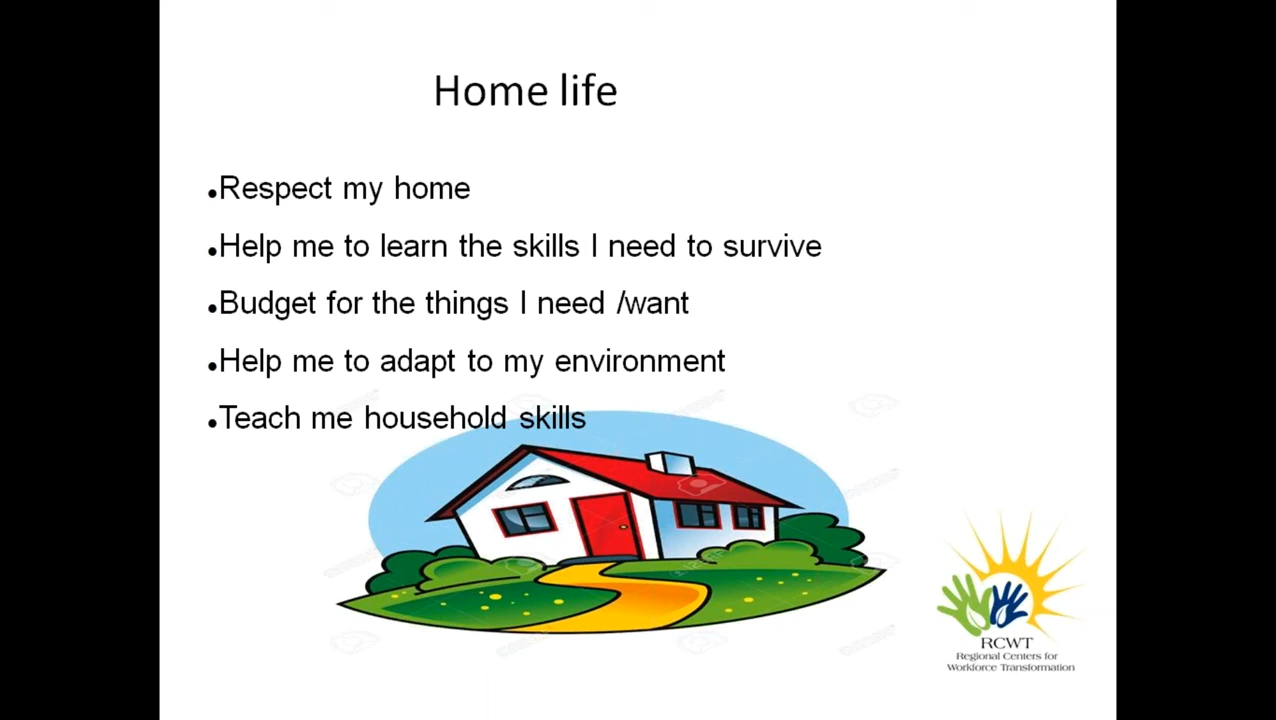 Home life
•Respect my home
•Help me to learn the skills I need to survive
•Budget for the things I need /want
•Help me to adapt to my environment
•Teach me household skills
RCWT
Regional Centers for
Workforce Transformation